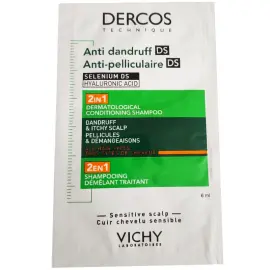 DERCOS
TECHNIQUE
Anti dandruff DS
Anti-pelliculaire DS
SELENIUM DS
HYALURONIC ACID
2in1
DERMATOLOGICAL
CONDITIONING SHAMPOO
DANDRUFF
& ITCHY SCALP
PELLICULES
& DÉMANGEAISONS
2EN1
SHAMPOOING
DÉMÊLANT TRAITANT
6 ml
Sensitive scalp
Cuir chevelu sensible
VICHY
LABORATOIRES